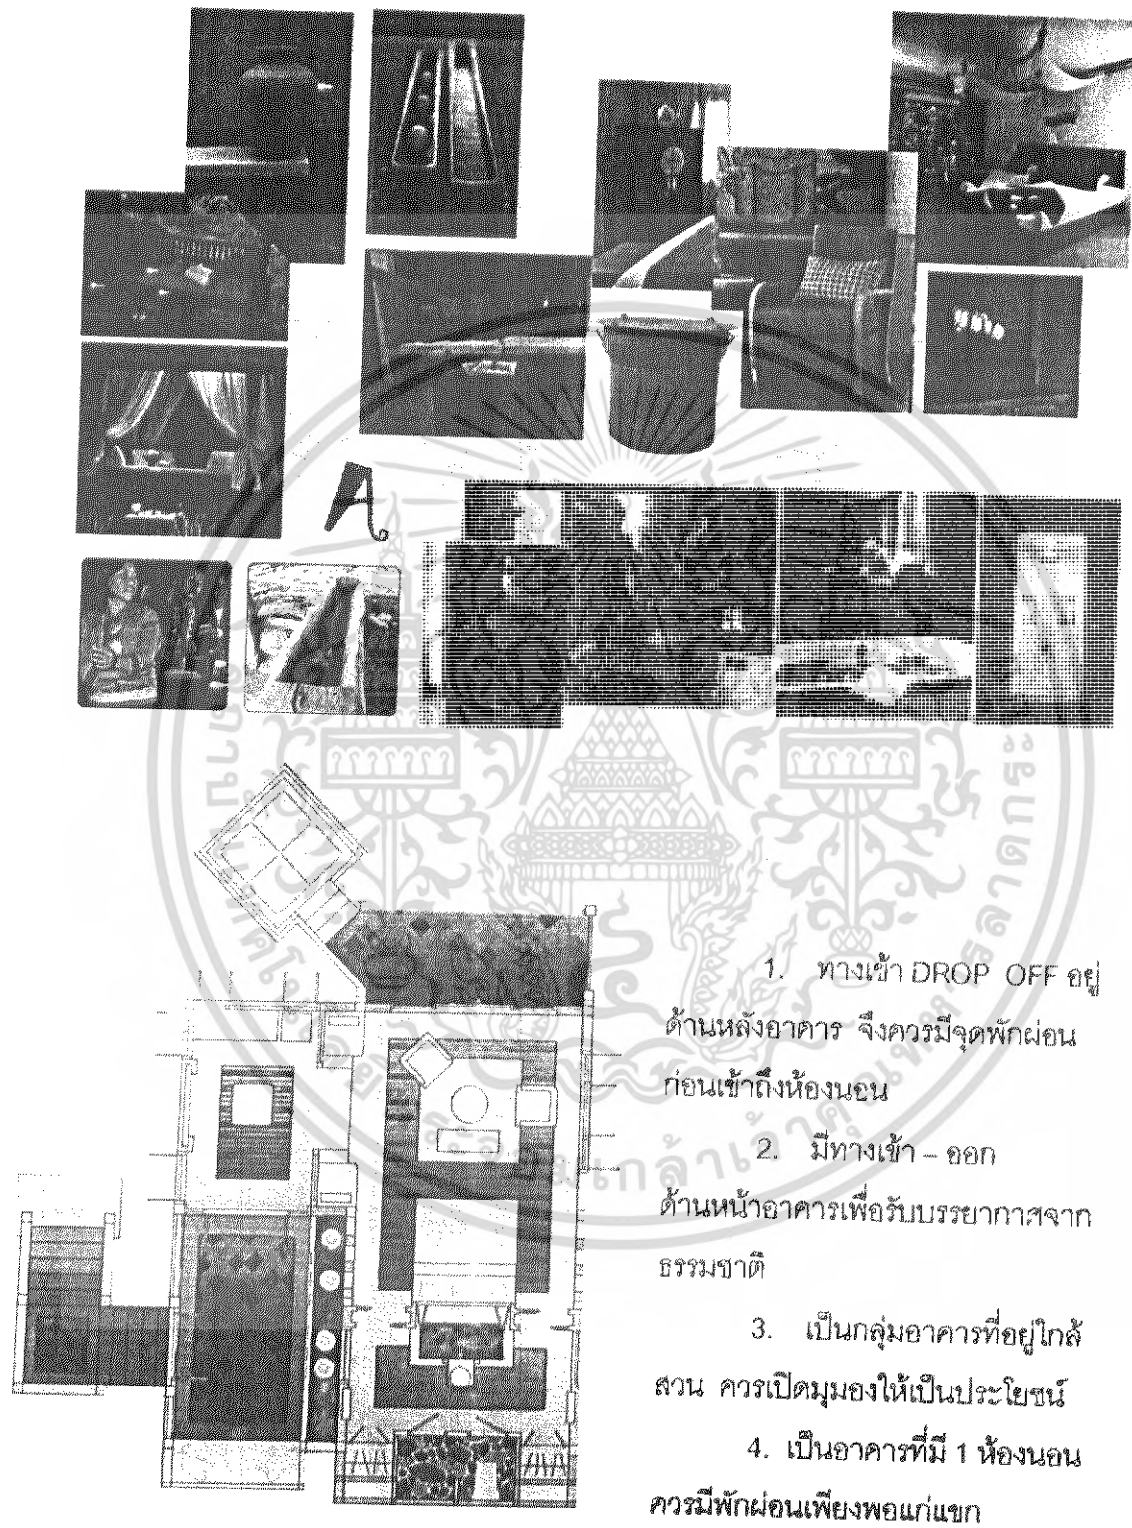 A
1. ทางเข้า DROP OFF อยู่
ด้านหลังอาคาร จึงควรมีจุดพักผ่อน
ก่อนเข้าถึงห้องนอน
2. มีทางเข้า – ออก
ด้านหน้าอาคารเพื่อรับบรรยากาศจาก
ธรรมชาติ
3. เป็นกลุ่มอาคารที่อยู่ใกล้
สวน ควรเปิดมุมมองให้เป็นประโยชน์
4. เป็นอาคารที่มี 1 ห้องนอน
ควรมีพักผ่อนเพียงพอแก่แขก